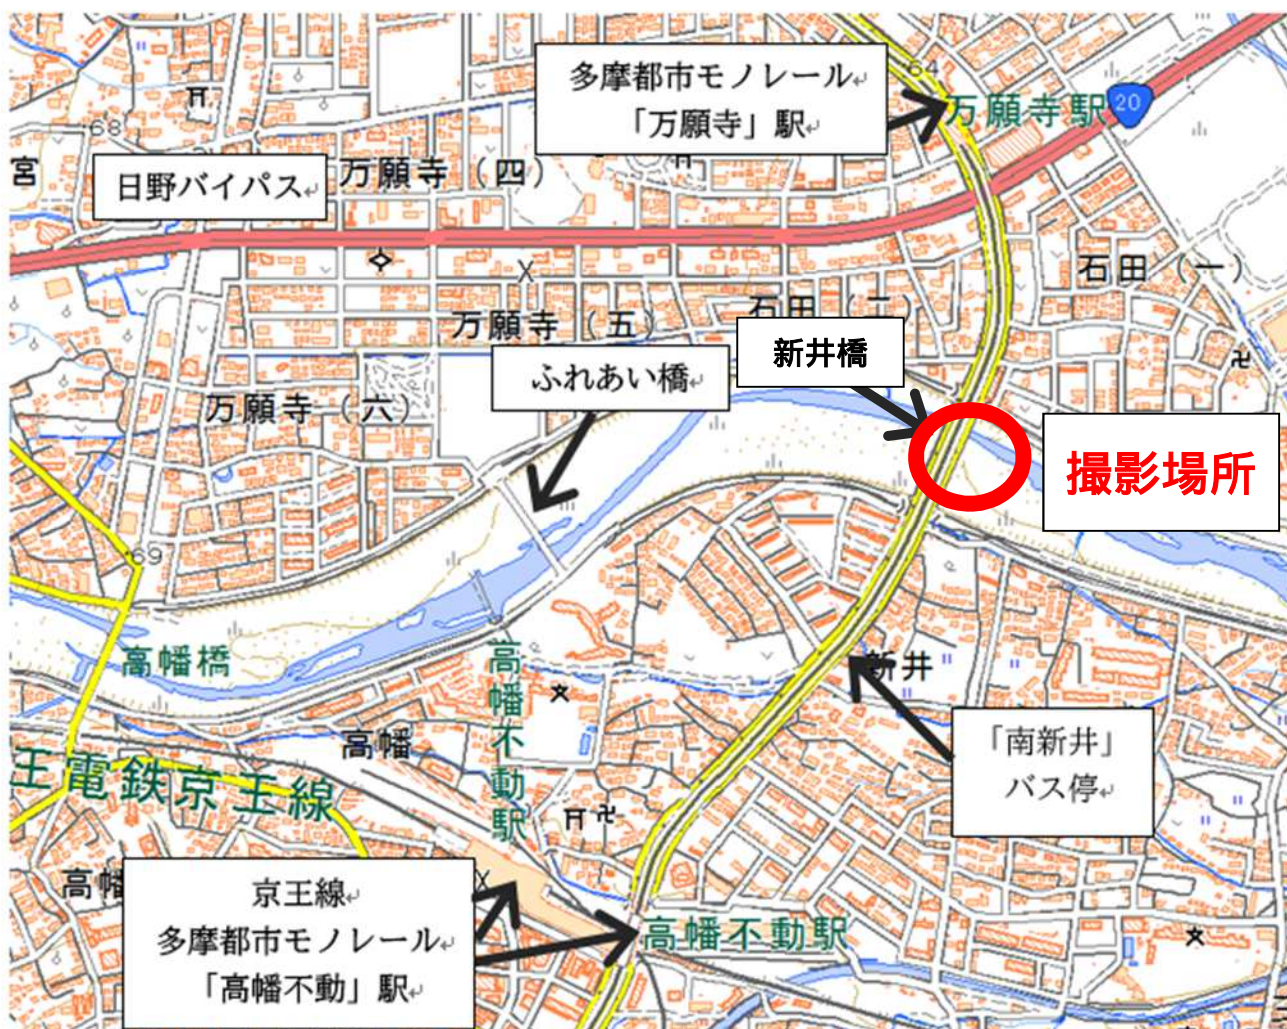 64
多摩都市モノレール
「万願寺」駅
万願寺駅
20
68
宮
日野バイパス
万願寺（四）
石田（一）
石田（二）
万願寺（五）
新井橋
ふれあい橋
万願寺（六）
撮影場所
69
高幡橋
高幡不動駅
新井
高幡
「南新井」
バス停
王電鉄京王線
高幡
京王線
多摩都市モノレール
「高幡不動」駅
高幡不動駅